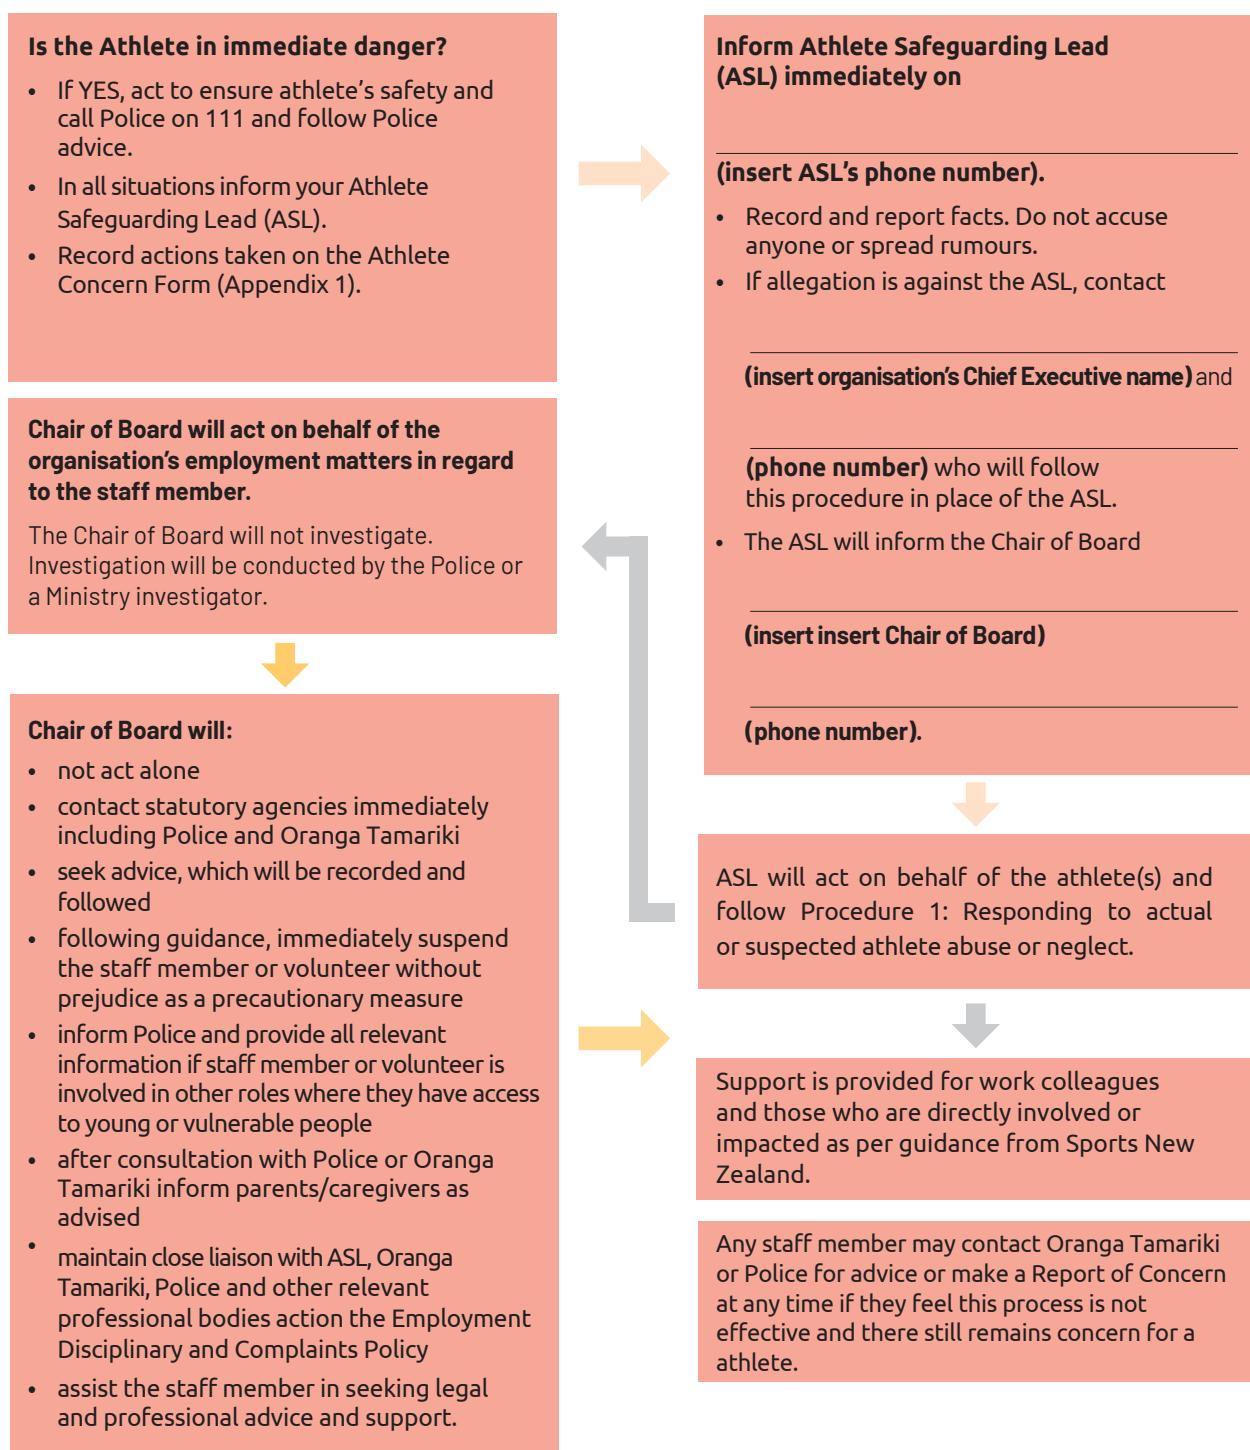 Is the Athlete in immediate danger?
• If YES, act to ensure athlete's safety and
call Police on 111 and follow Police
advice.
• In all situations inform your Athlete
Safeguarding Lead (ASL).
• Record actions taken on the Athlete
Concern Form (Appendix 1).
Inform Athlete Safeguarding Lead
(ASL) immediately on
(insert ASL's phone number).
• Record and report facts. Do not accuse
anyone or spread rumours.
• If allegation is against the ASL, contact
(insert organisation's Chief Executive name) and
(phone number) who will follow
this procedure in place of the ASL.
• The ASL will inform the Chair of Board
(insert insert Chair of Board)
(phone number).
ASL will act on behalf of the athlete(s) and
follow Procedure 1: Responding to actual
or suspected athlete abuse or neglect.
Chair of Board will act on behalf of the
organisation's employment matters in regard
to the staff member.
The Chair of Board will not investigate.
Investigation will be conducted by the Police or
a Ministry investigator.
Chair of Board will:
• not act alone
• contact statutory agencies immediately
including Police and Oranga Tamariki
• seek advice, which will be recorded and
followed
• following guidance, immediately suspend
the staff member or volunteer without
prejudice as a precautionary measure
• inform Police and provide all relevant
information if staff member or volunteer is
involved in other roles where they have access
to young or vulnerable people
• after consultation with Police or Oranga
Tamariki inform parents/caregivers as
advised
• maintain close liaison with ASL, Oranga
Tamariki, Police and other relevant
professional bodies action the Employment
Disciplinary and Complaints Policy
• assist the staff member in seeking legal
and professional advice and support.
Support is provided for work colleagues
and those who are directly involved or
impacted as per guidance from Sports New
Zealand.
Any staff member may contact Oranga Tamariki
or Police for advice or make a Report of Concern
at any time if they feel this process is not
effective and there still remains concern for a
athlete.